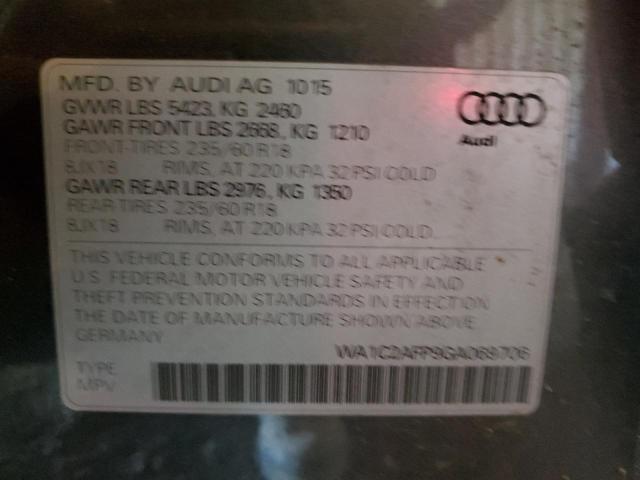 MFD. BY AUDI AG 1015
GVWR LBS 5423, KG 2460
GAWR FRONT LBS 2668, KG 1210
FRONT-TIRES 235/60 R18
8JX18 RIMS, AT 220 KPA 32 PSI COLD
GAWR REAR LBS 2976, KG 1350
REAR-TIRES 235/60 R18
8JX18 RIMS, AT 220 KPA 32 PSI COLD.
Audi
THIS VEHICLE CONFORMS TO ALL APPLICABLE
U.S. FEDERAL MOTOR VEHICLE SAFETY AND
THEFT PREVENTION STANDARDS IN EFFECT ON
THE DATE OF MANUFACTURE SHOWN ABOVE.
GERMANY
WA1C2AFP9GA069706
TYPE
MPV